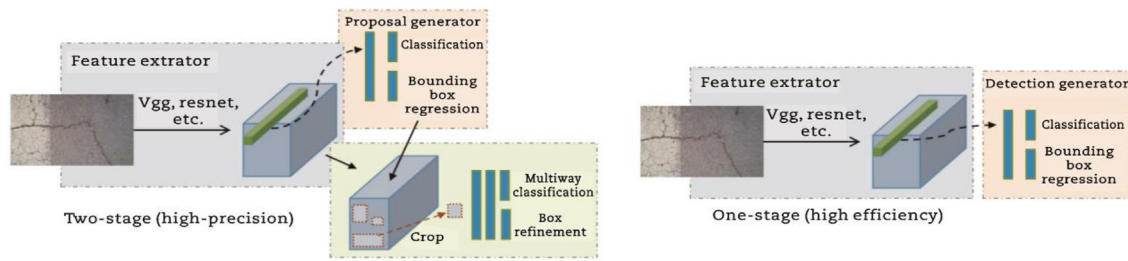 Proposal generator
Classification
Bounding
box
regression
Feature extrator
Vgg, resnet,
etc.
Multiway
classification
Box
refinement
Crop
Two-stage (high-precision)
Feature extractor
Vgg, resnet,
etc.
Detection generator
Classification
Bounding
box
regression
One-stage (high efficiency)